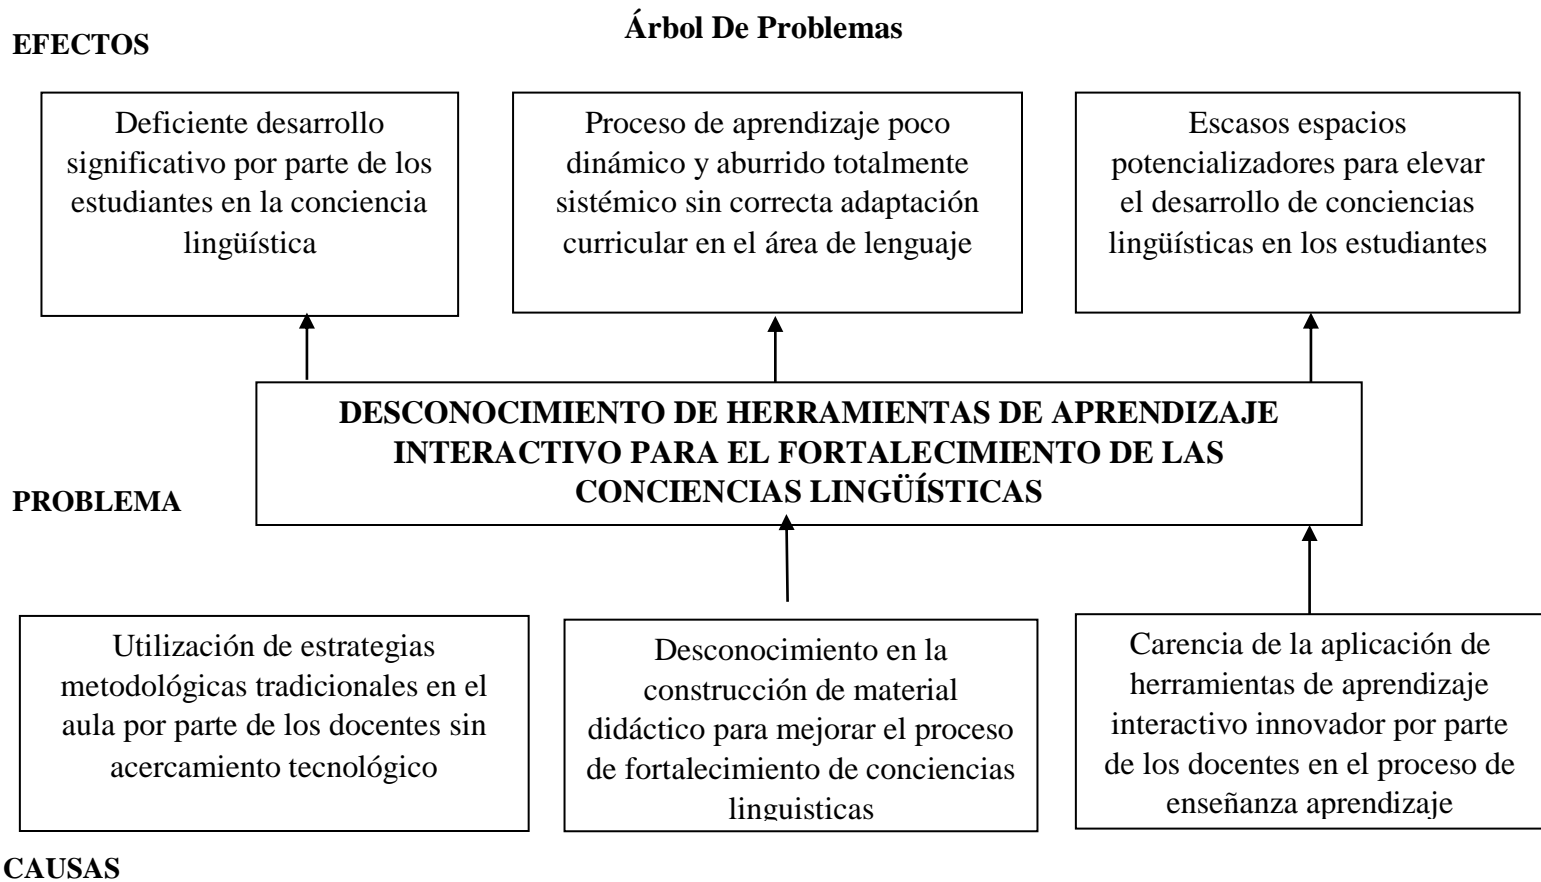 Árbol De Problemas
EFECTOS
Deficiente desarrollo
significativo por parte de los
estudiantes en la conciencia
lingüística
Proceso de aprendizaje poco
dinámico y aburrido totalmente
sistémico sin correcta adaptación
curricular en el área de lenguaje
Escasos espacios
potencializadores para elevar
el desarrollo de conciencias
lingüísticas en los estudiantes
DESCONOCIMIENTO DE HERRAMIENTAS DE APRENDIZAJE
INTERACTIVO PARA EL FORTALECIMIENTO DE LAS
CONCIENCIAS LINGÜÍSTICAS
PROBLEMA
Utilización de estrategias
metodológicas tradicionales en el
aula por parte de los docentes sin
acercamiento tecnológico
Desconocimiento en la
construcción de material
didáctico para mejorar el proceso
de fortalecimiento de conciencias
linguisticas
Carencia de la aplicación de
herramientas de aprendizaje
interactivo innovador por parte
de los docentes en el proceso de
enseñanza aprendizaje
CAUSAS